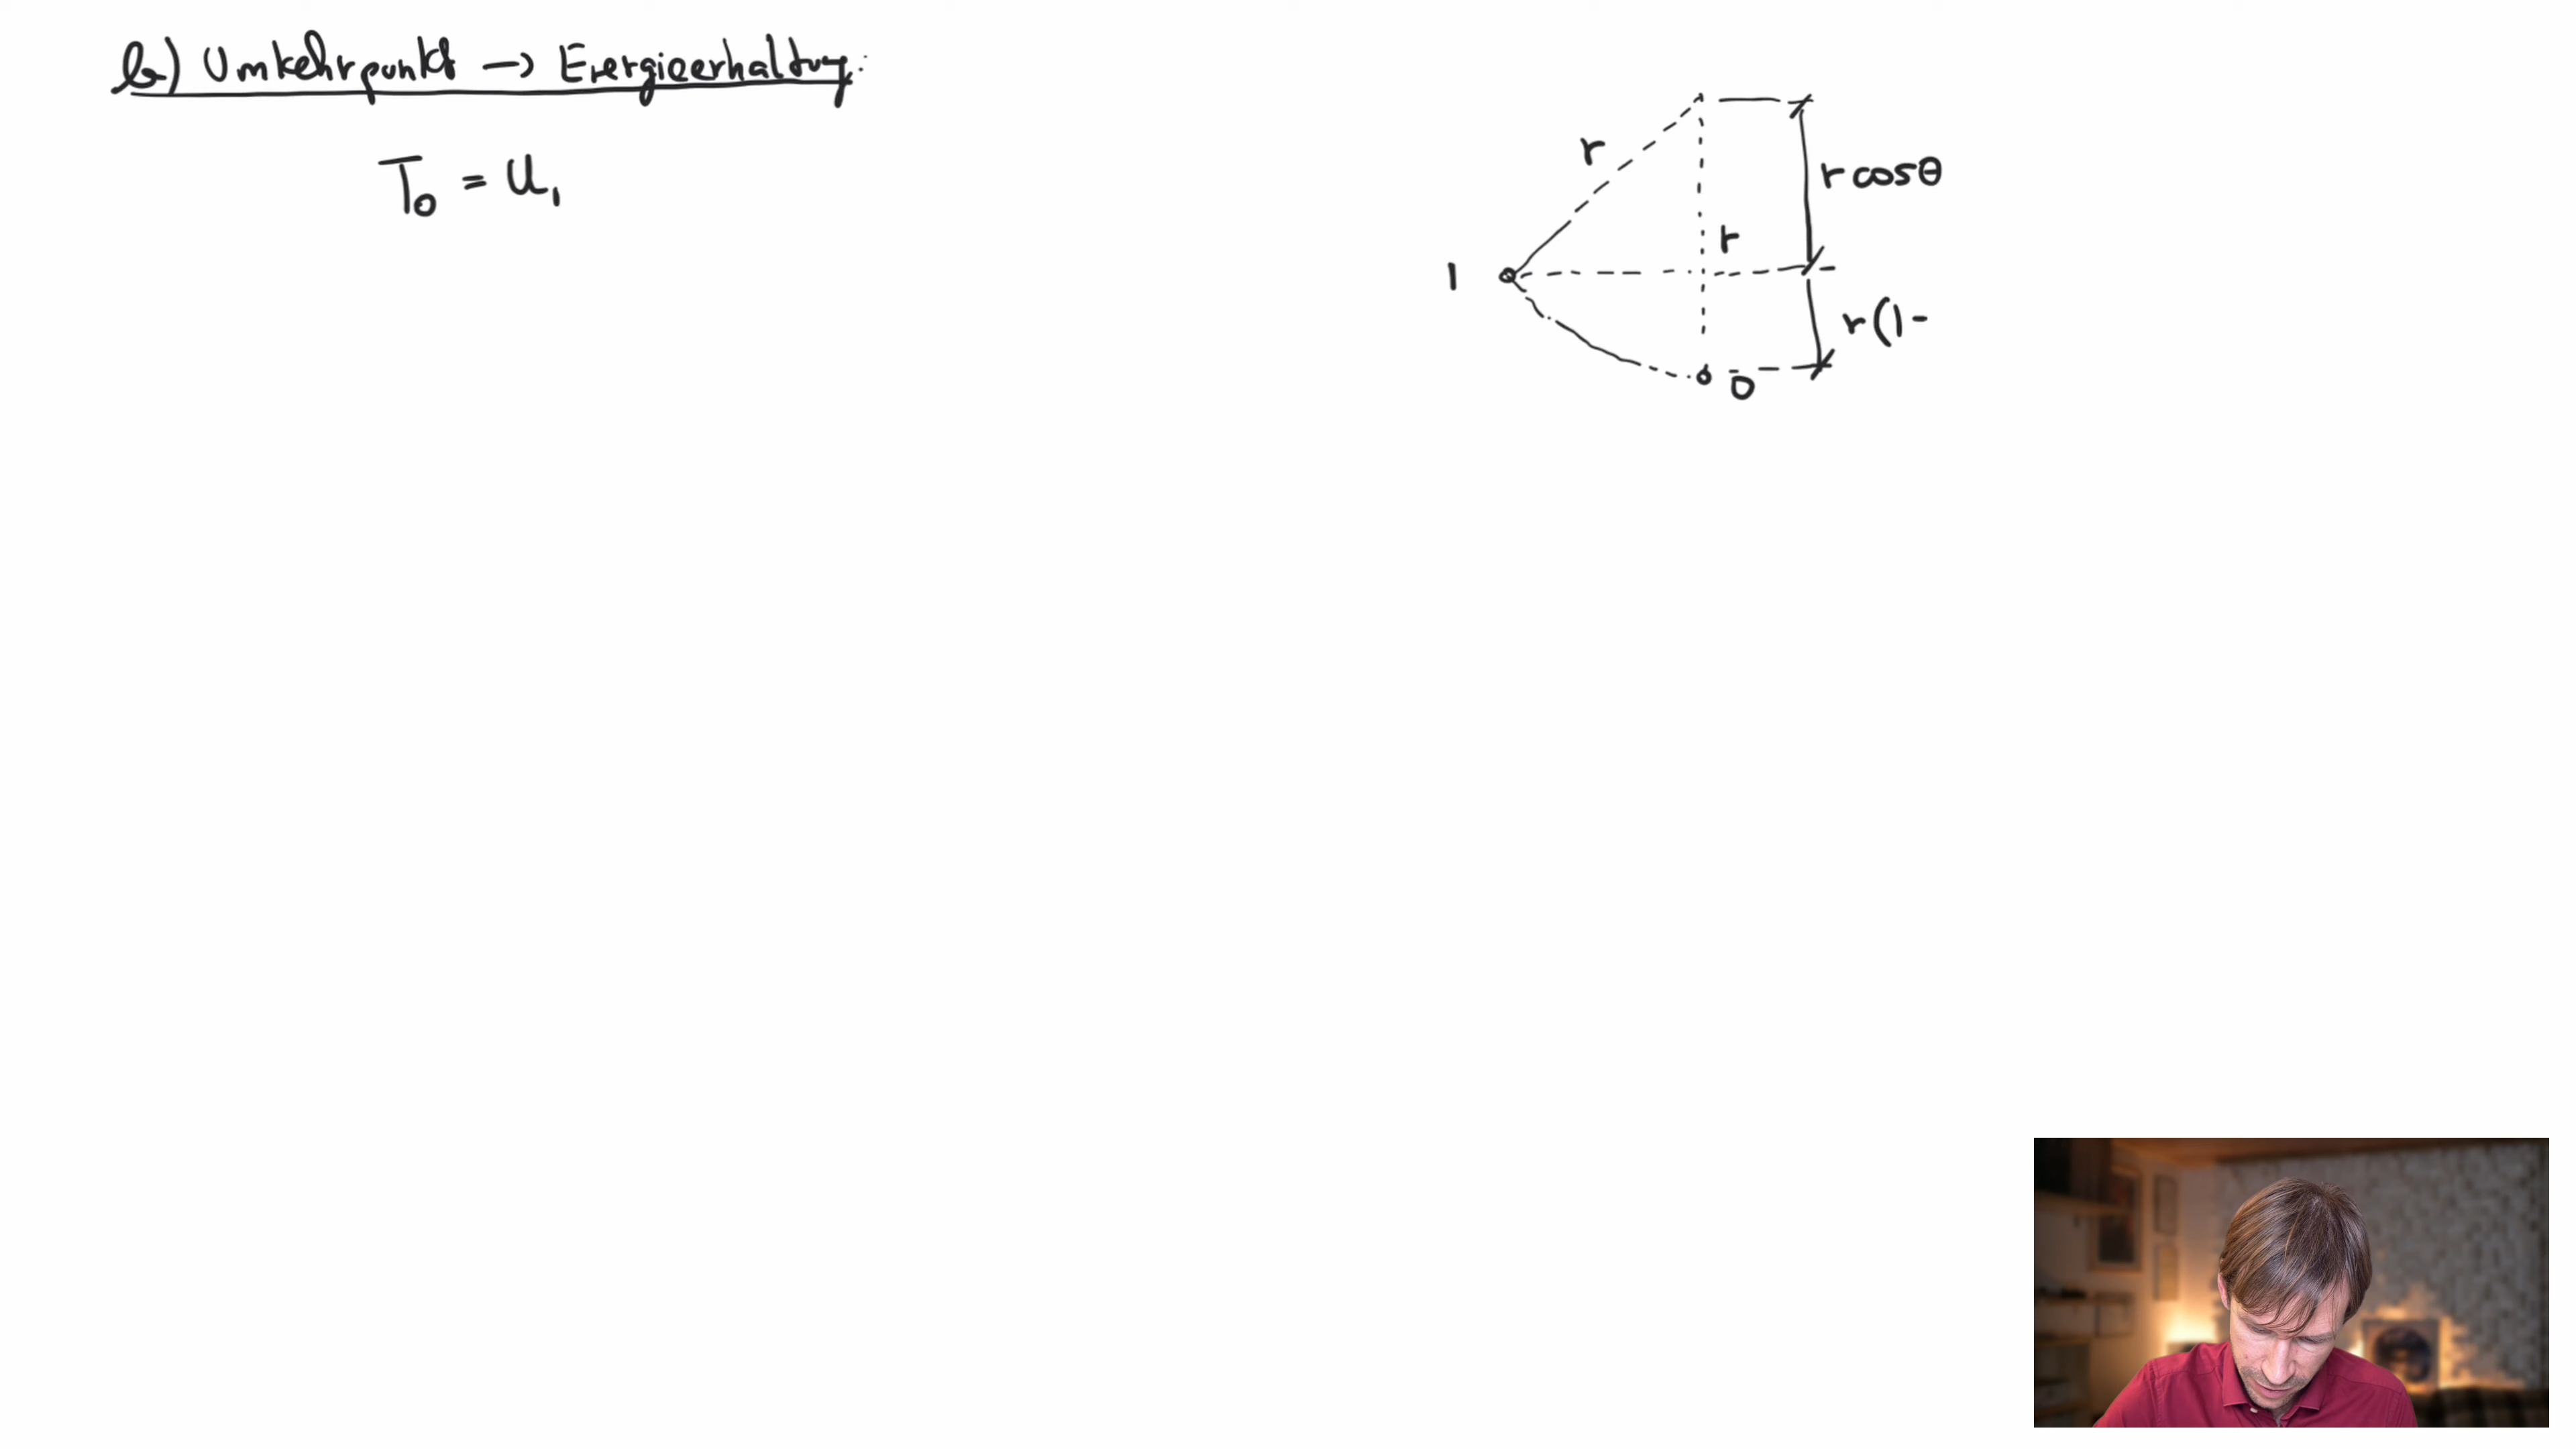 b) Umkehrpunkt → Energieerhaltung:
T₀ = U₁
r
r cosθ
r
1
r(1-
0